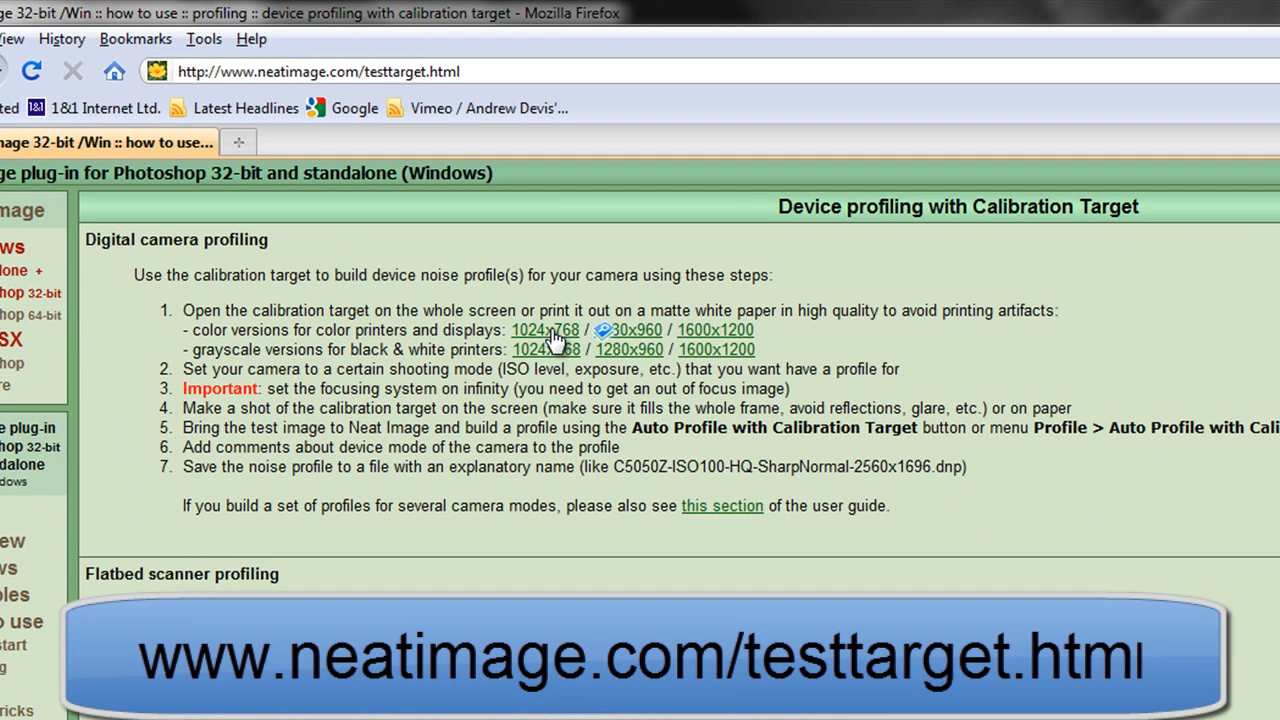 ge 32-bit /Win :: how to use :: profiling :: device profiling with calibration target - Mozilla Firefox
View History Bookmarks Tools Help
http://www.neatimage.com/testtarget.html
ted 1&1 1&1 Internet Ltd. Latest Headlines Google Vimeo / Andrew Devis'...
mage 32-bit /Win :: how to use...
ge plug-in for Photoshop 32-bit and standalone (Windows)
image
Device profiling with Calibration Target
Digital camera profiling
Use the calibration target to build device noise profile(s) for your camera using these steps:
1. Open the calibration target on the whole screen or print it out on a matte white paper in high quality to avoid printing artifacts:
- color versions for color printers and displays: 1024x768 / 1280x960 / 1600x1200
- grayscale versions for black & white printers: 1024x768 / 1280x960 / 1600x1200
2. Set your camera to a certain shooting mode (ISO level, exposure, etc.) that you want have a profile for
3. Important: set the focusing system on infinity (you need to get an out of focus image)
4. Make a shot of the calibration target on the screen (make sure it fills the whole frame, avoid reflections, glare, etc.) or on paper
5. Bring the test image to Neat Image and build a profile using the Auto Profile with Calibration Target button or menu Profile > Auto Profile with Cali
6. Add comments about device mode of the camera to the profile
7. Save the noise profile to a file with an explanatory name (like C5050Z-ISO100-HQ-SharpNormal-2560x1696.dnp)
If you build a set of profiles for several camera modes, please also see this section of the user guide.
Flatbed scanner profiling
ws
lone +
hop 32-bit
hop 64-bit
SX
hop
re
e plug-in
hop 32-bit
ndalone
dows
ew
ws
ples
o use
tart
g
ricks
www.neatimage.com/testtarget.html